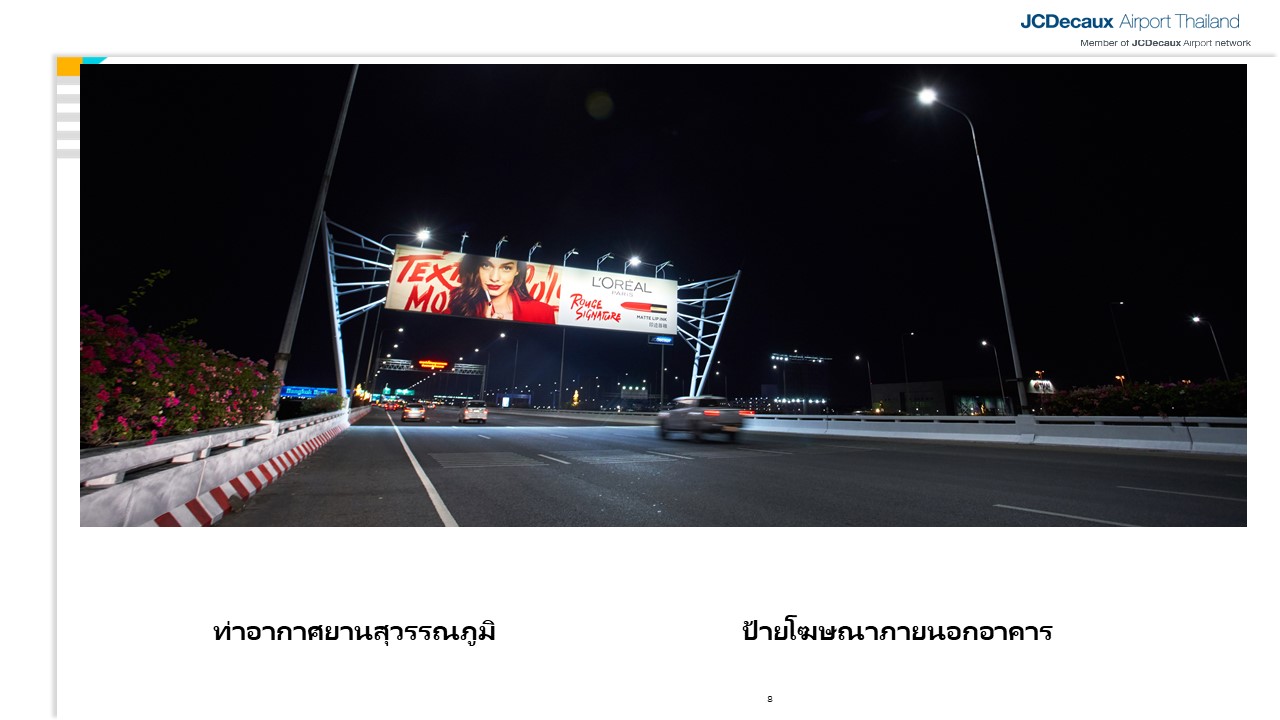 JCDecaux Airport Thailand
Member of JCDecaux Airport network
L'ORÉAL
PARIS
ROUGE
SIGNATURE
MATTE LIP INK
ท่าอากาศยานสุวรรณภูมิ
ป้ายโฆษณาภายนอกอาคาร
8